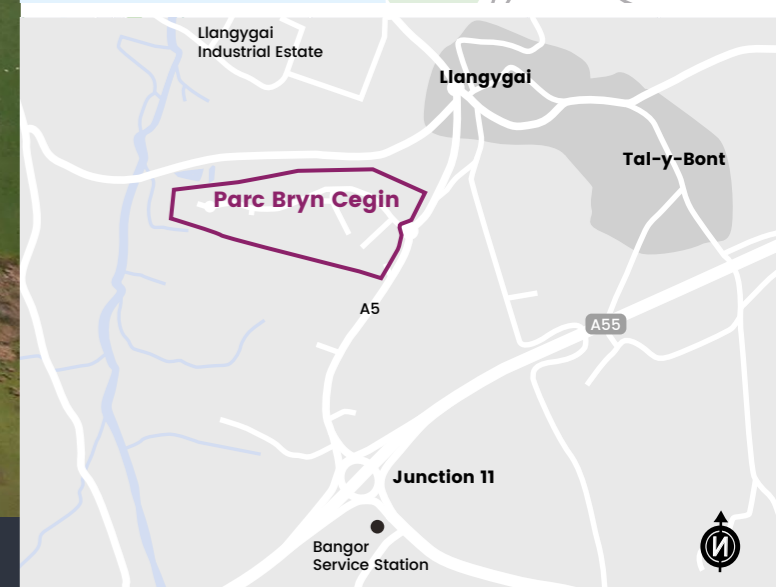 Llangygai
Industrial Estate
Llangygai
Tal-y-Bont
Parc Bryn Cegin
A5
A55
Junction 11
Bangor
Service Station
N